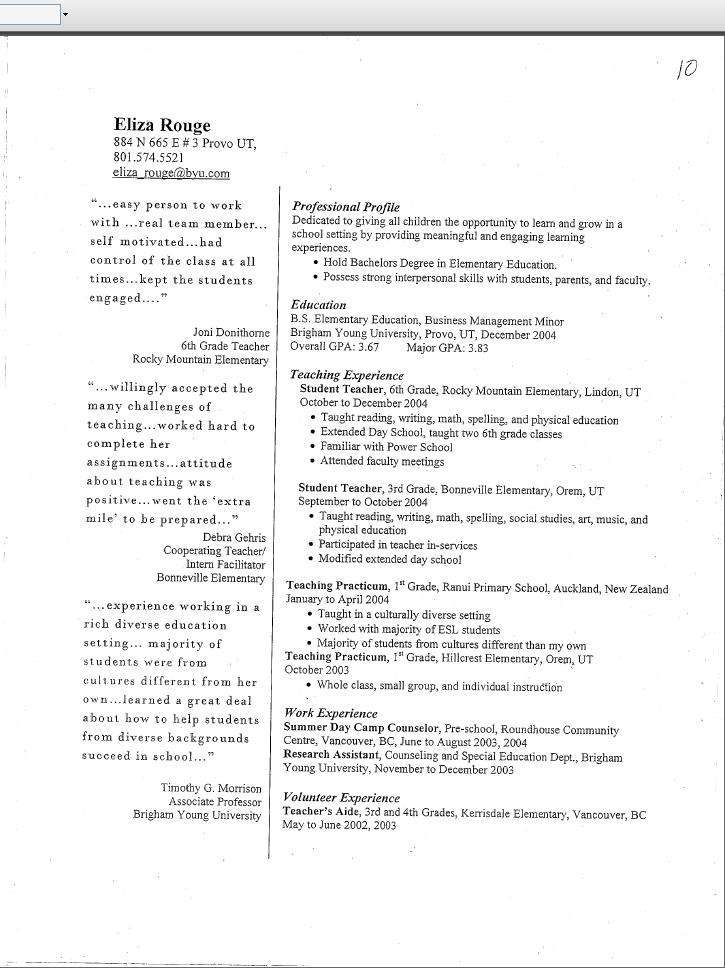 10
Eliza Rouge
884 N 665 E # 3 Provo UT,
801.574.5521
eliza_rouge@byu.com
“...easy person to work
with ...real team member...
self motivated...had
control of the class at all
times...kept the students
engaged....”
Joni Donithorne
6th Grade Teacher
Rocky Mountain Elementary
“...willingly accepted the
many challenges of
teaching...worked hard to
complete her
assignments...attitude
about teaching was
positive...went the ‘extra
mile’ to be prepared...”
Debra Gehris
Cooperating Teacher/
Intern Facilitator
Bonneville Elementary
“...experience working in a
rich diverse education
setting... majority of
students were from
cultures different from her
own...learned a great deal
about how to help students
from diverse backgrounds
succeed in school...”
Timothy G. Morrison
Associate Professor
Brigham Young University
Professional Profile
Dedicated to giving all children the opportunity to learn and grow in a
school setting by providing meaningful and engaging learning
experiences.
• Hold Bachelors Degree in Elementary Education.
• Possess strong interpersonal skills with students, parents, and faculty.
Education
B.S. Elementary Education, Business Management Minor
Brigham Young University, Provo, UT, December 2004
Overall GPA: 3.67 Major GPA: 3.83
Teaching Experience
Student Teacher, 6th Grade, Rocky Mountain Elementary, Lindon, UT
October to December 2004
• Taught reading, writing, math, spelling, and physical education
• Extended Day School, taught two 6th grade classes
• Familiar with Power School
• Attended faculty meetings
Student Teacher, 3rd Grade, Bonneville Elementary, Orem, UT
September to October 2004
• Taught reading, writing, math, spelling, social studies, art, music, and
physical education
• Participated in teacher in-services
• Modified extended day school
Teaching Practicum, 1st Grade, Ranui Primary School, Auckland, New Zealand
January to April 2004
• Taught in a culturally diverse setting
• Worked with majority of ESL students
• Majority of students from cultures different than my own
Teaching Practicum, 1st Grade, Hillcrest Elementary, Orem, UT
October 2003
• Whole class, small group, and individual instruction
Work Experience
Summer Day Camp Counselor, Pre-school, Roundhouse Community
Centre, Vancouver, BC, June to August 2003, 2004
Research Assistant, Counseling and Special Education Dept., Brigham
Young University, November to December 2003
Volunteer Experience
Teacher’s Aide, 3rd and 4th Grades, Kerrisdale Elementary, Vancouver, BC
May to June 2002, 2003